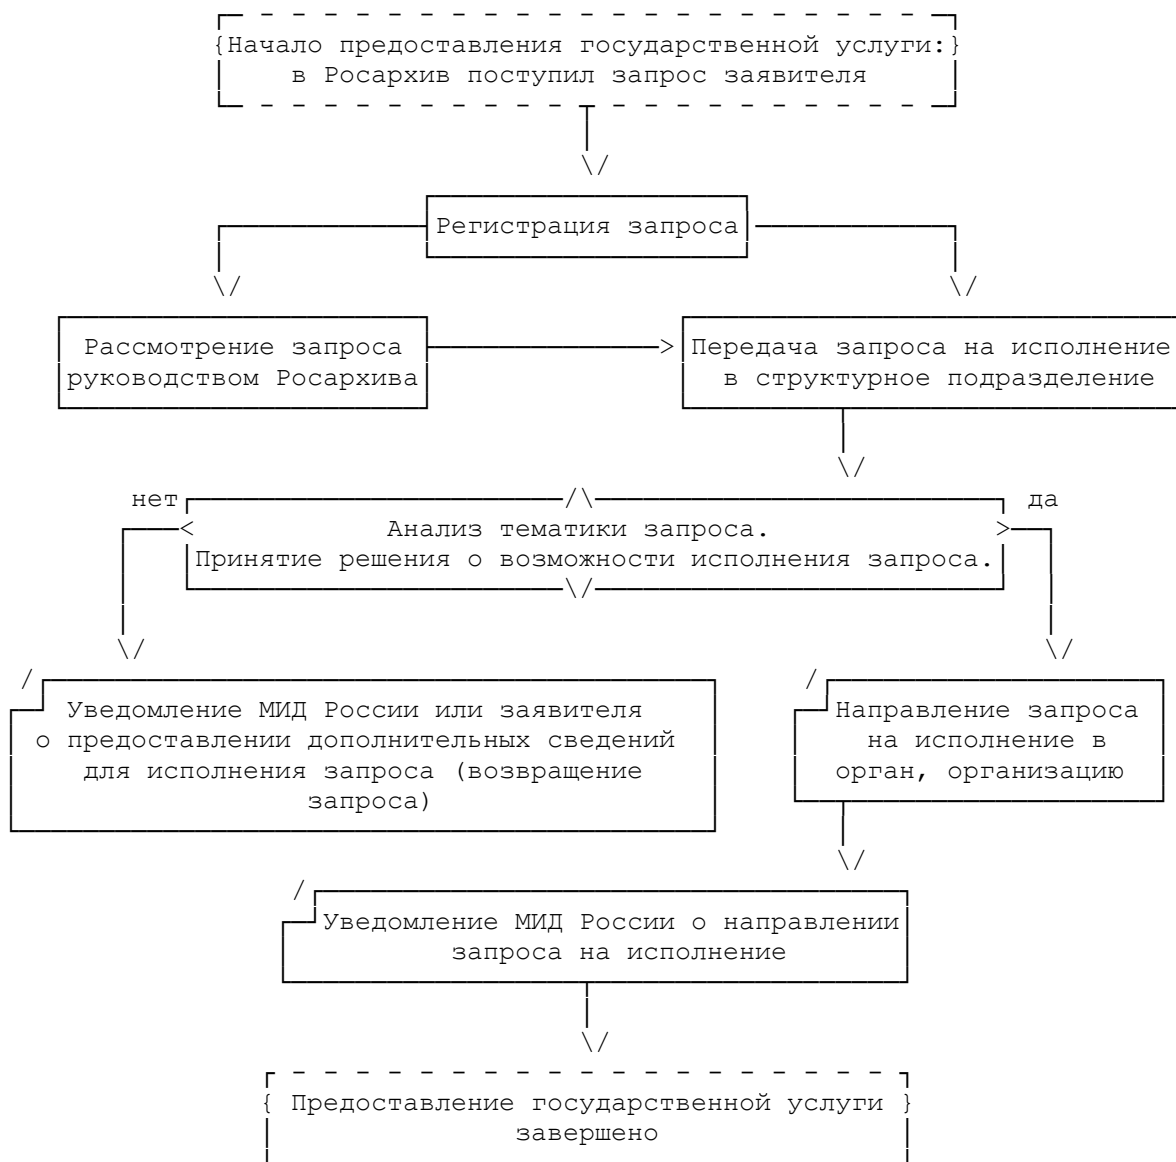 Начало предоставления государственной услуги:
в Росархив поступил запрос заявителя
Регистрация запроса
Рассмотрение запроса
руководством Росархива
Передача запроса на исполнение
в структурное подразделение
нет
да
Анализ тематики запроса.
Принятие решения о возможности исполнения запроса.
Уведомление МИД России или заявителя
о предоставлении дополнительных сведений
для исполнения запроса (возвращение
запроса)
Направление запроса
на исполнение в
орган, организацию
Уведомление МИД России о направлении
запроса на исполнение
Предоставление государственной услуги
завершено